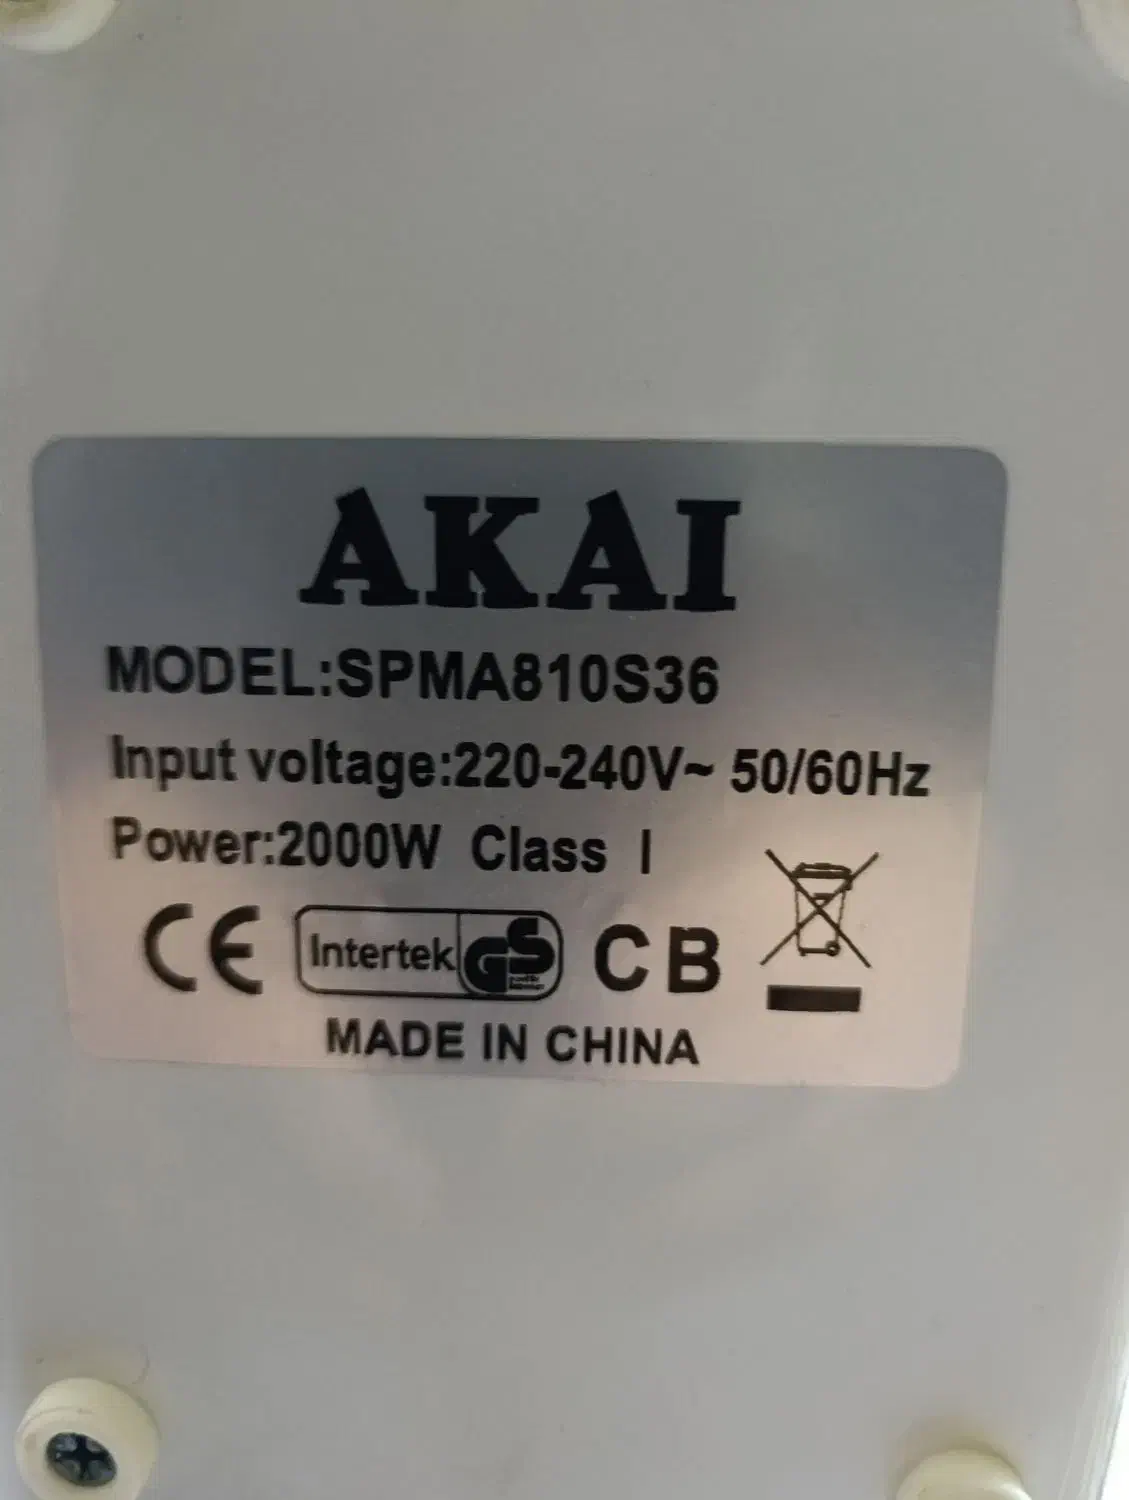 AKAI
MODEL:SPMA810S36
Input voltage:220-240V~ 50/60Hz
Power:2000W Class I
CE Intertek GS CB
MADE IN CHINA